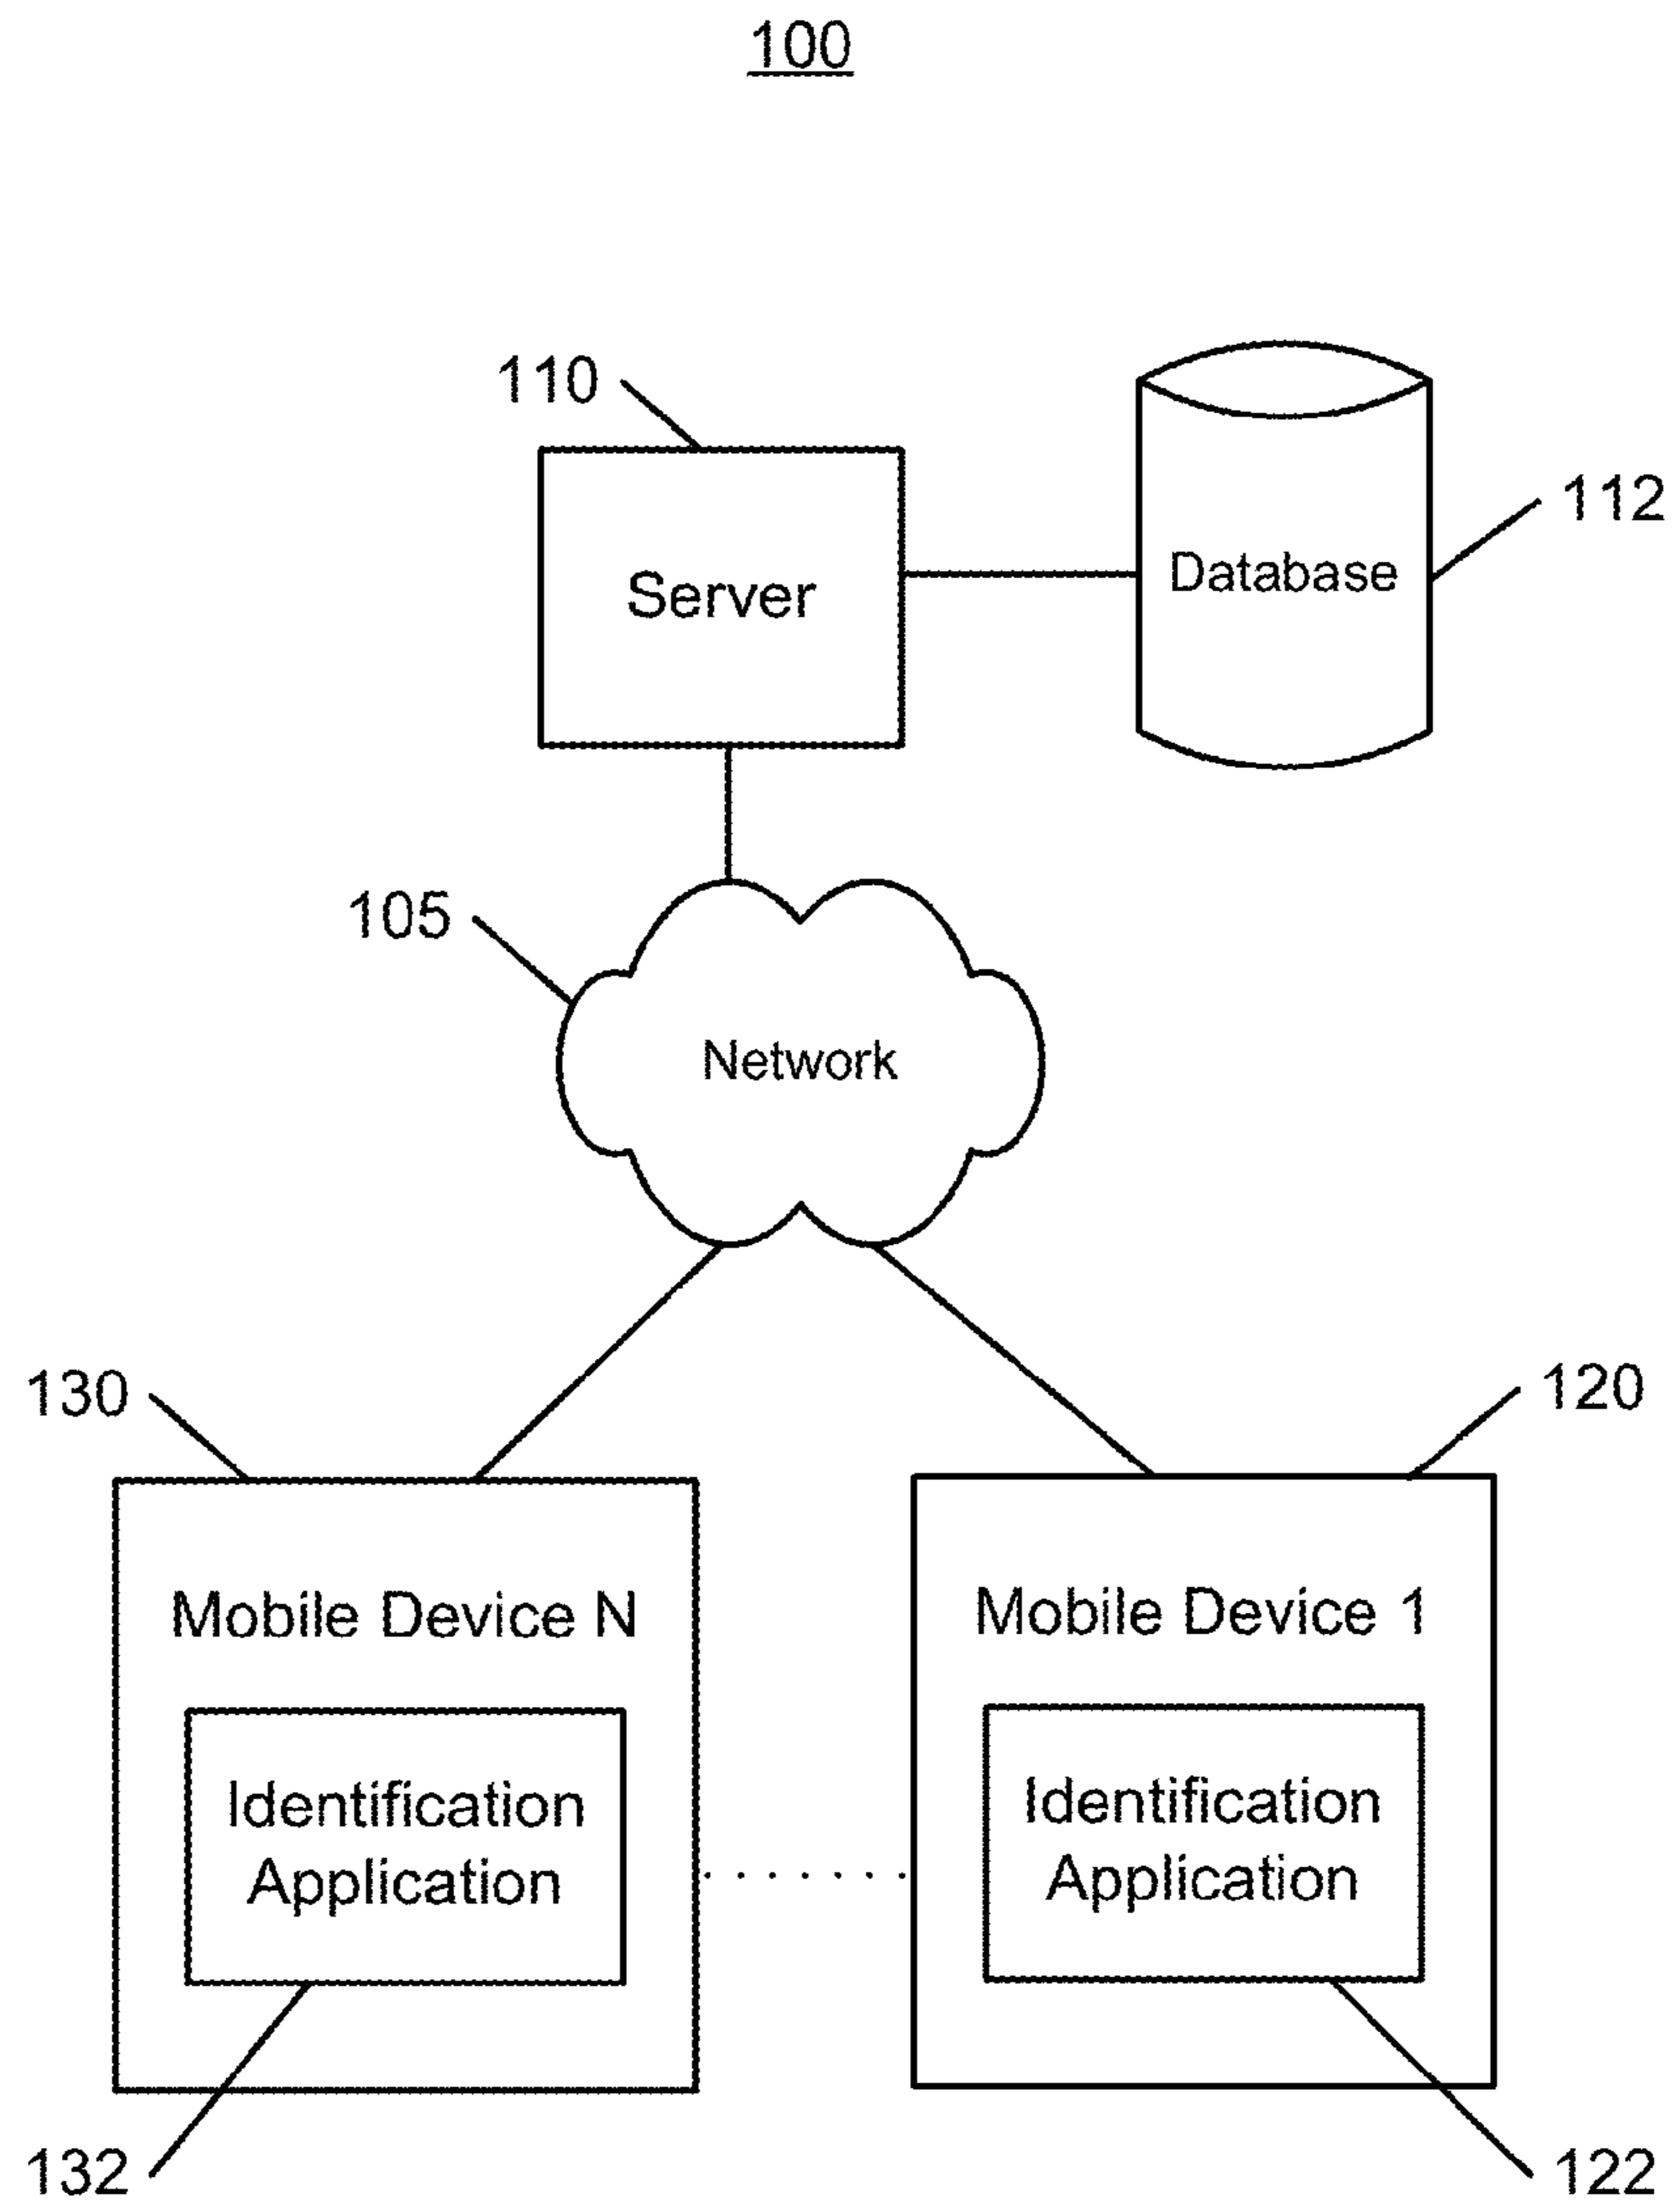 100
110
112
Database
Server
105
Network
130
120
Mobile Device N
Mobile Device 1
Identification
Application
Identification
Application
132
122